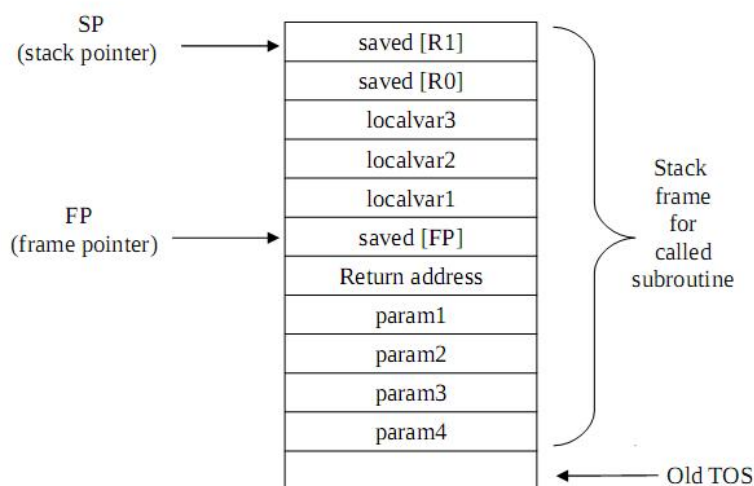 SP
(stack pointer)
saved [R1]
saved [R0]
localvar3
localvar2
localvar1
FP
(frame pointer)
saved [FP]
Return address
param1
param2
param3
param4
Stack
frame
for
called
subroutine
Old TOS